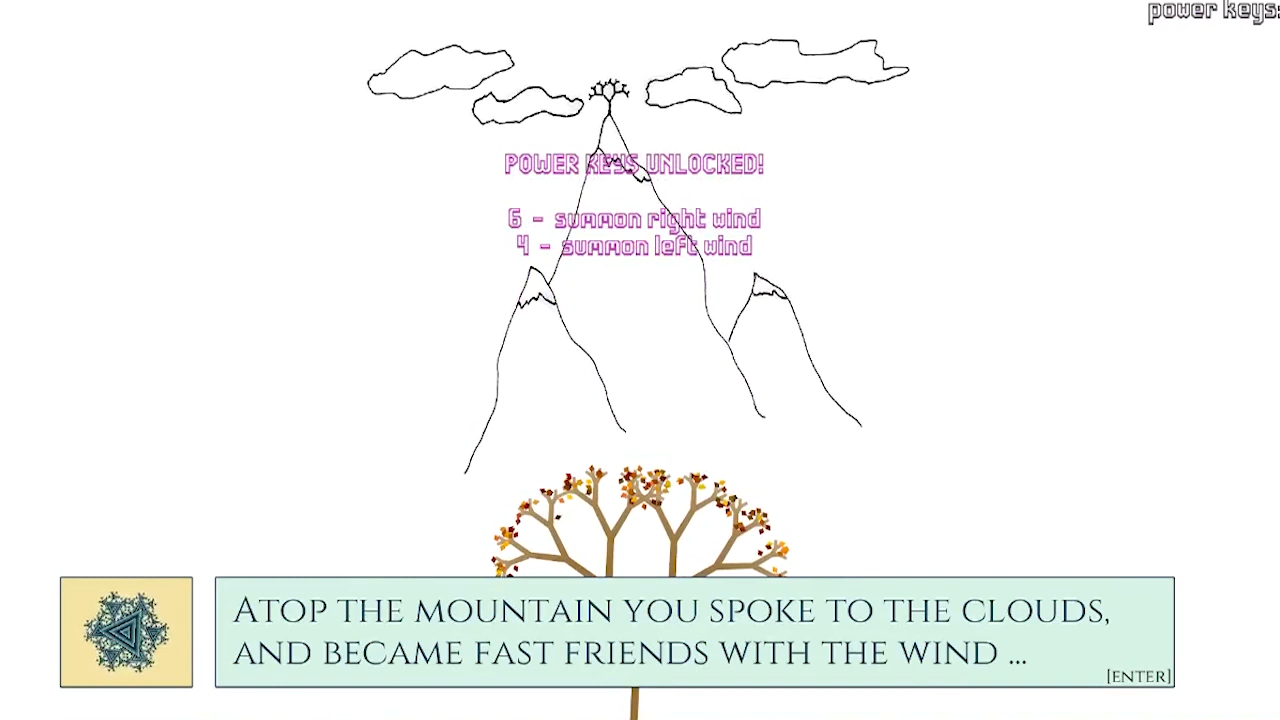 power keys:
POWER KEYS UNLOCKED!
6 - summon right wind
4 - summon left wind
Atop the mountain you spoke to the clouds,
and became fast friends with the wind ...
[enter]